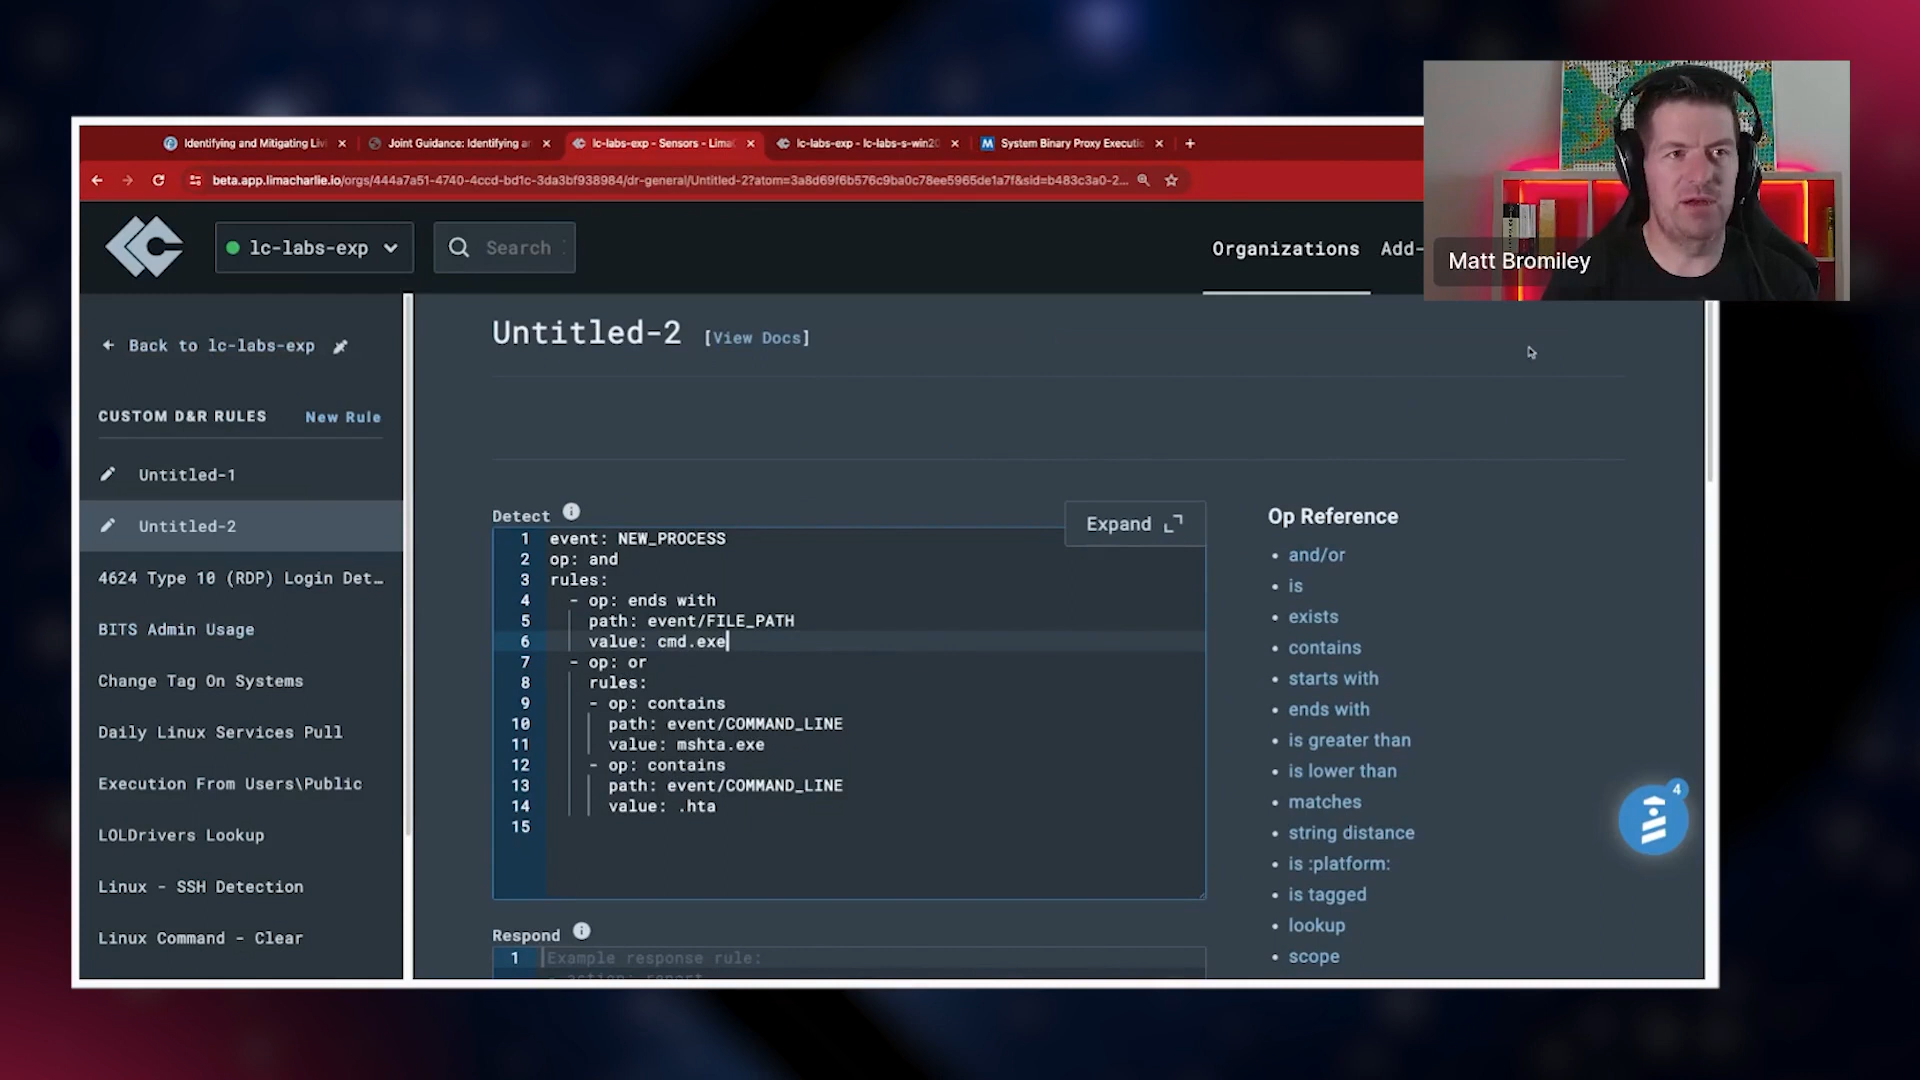 Identifying and Mitigating Livi
Joint Guidance: Identifying ar
lc-labs-exp - Sensors - LimaC
lc-labs-exp - lc-labs-s-win20
System Binary Proxy Executio
beta.app.limacharlie.io/orgs/444a7a51-4740-4ccd-bd1c-3da3bf938984/dr-general/Untitled-2?atom=3a8d69f6b576c9ba0c78ee5965de1a7f&sid=b483c3a0-2...
lc-labs-exp
Search
Organizations
Add-
Matt Bromiley
Back to lc-labs-exp
CUSTOM D&R RULES
New Rule
Untitled-1
Untitled-2
4624 Type 10 (RDP) Login Det...
BITS Admin Usage
Change Tag On Systems
Daily Linux Services Pull
Execution From Users\Public
LOLDrivers Lookup
Linux - SSH Detection
Linux Command - Clear
Untitled-2 [View Docs]
Detect
Expand
1 event: NEW_PROCESS
2 op: and
3 rules:
4 - op: ends with
5 path: event/FILE_PATH
6 value: cmd.exe
7 - op: or
8 rules:
9 - op: contains
10 path: event/COMMAND_LINE
11 value: mshta.exe
12 - op: contains
13 path: event/COMMAND_LINE
14 value: .hta
15
Respond
1 Example response rule:
- action: report
Op Reference
and/or
is
exists
contains
starts with
ends with
is greater than
is lower than
matches
string distance
is :platform:
is tagged
lookup
scope
4